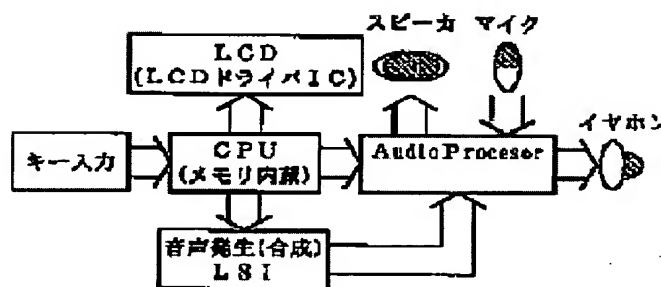 スピーカ マイク
LCD
(LCDドライバIC)
イヤホン
キー入力
CPU
(メモリ内蔵)
AudioProcesor
音声発生(合成)
LSI